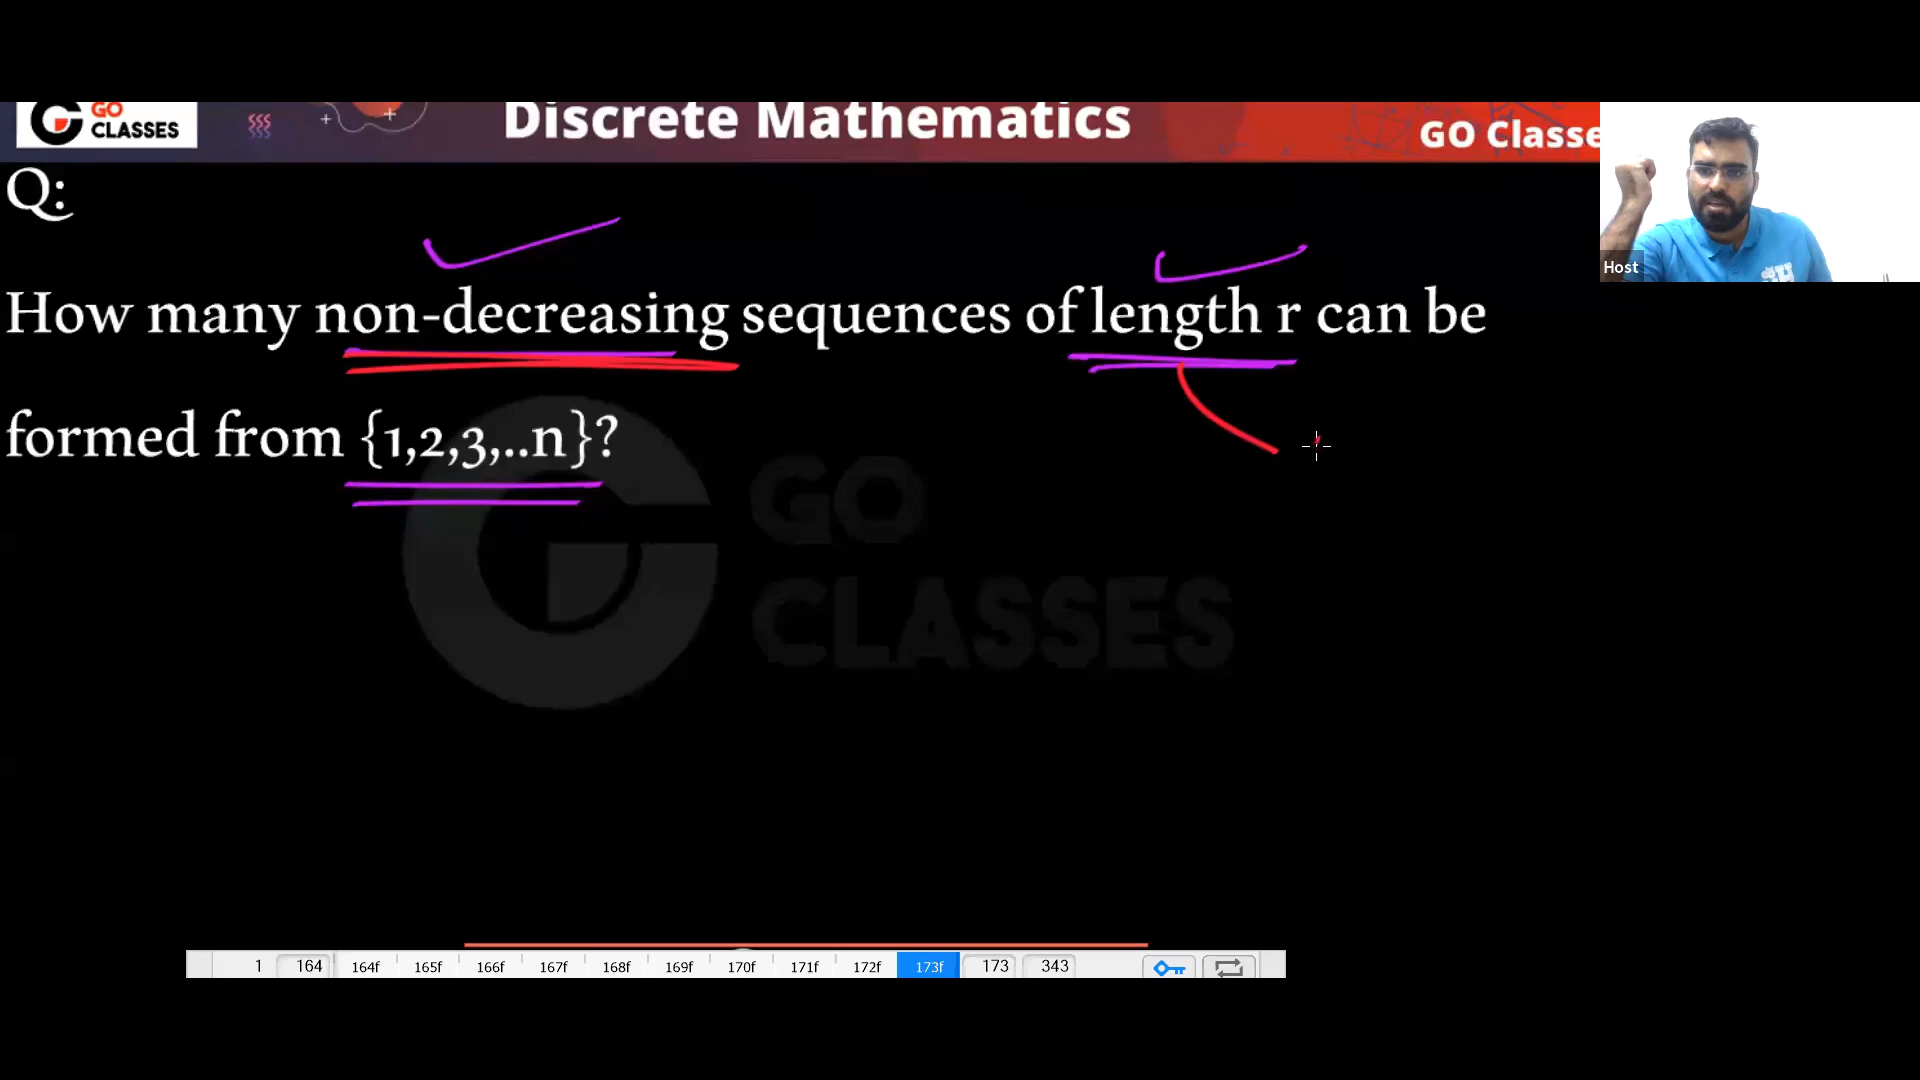 GO
CLASSES
Discrete Mathematics
GO Classe
Q:
Host
How many non-decreasing sequences of length r can be
formed from {1,2,3,..n}?
GO
CLASSES
1 164 164f 165f 166f 167f 168f 169f 170f 171f 172f 173f 173 343